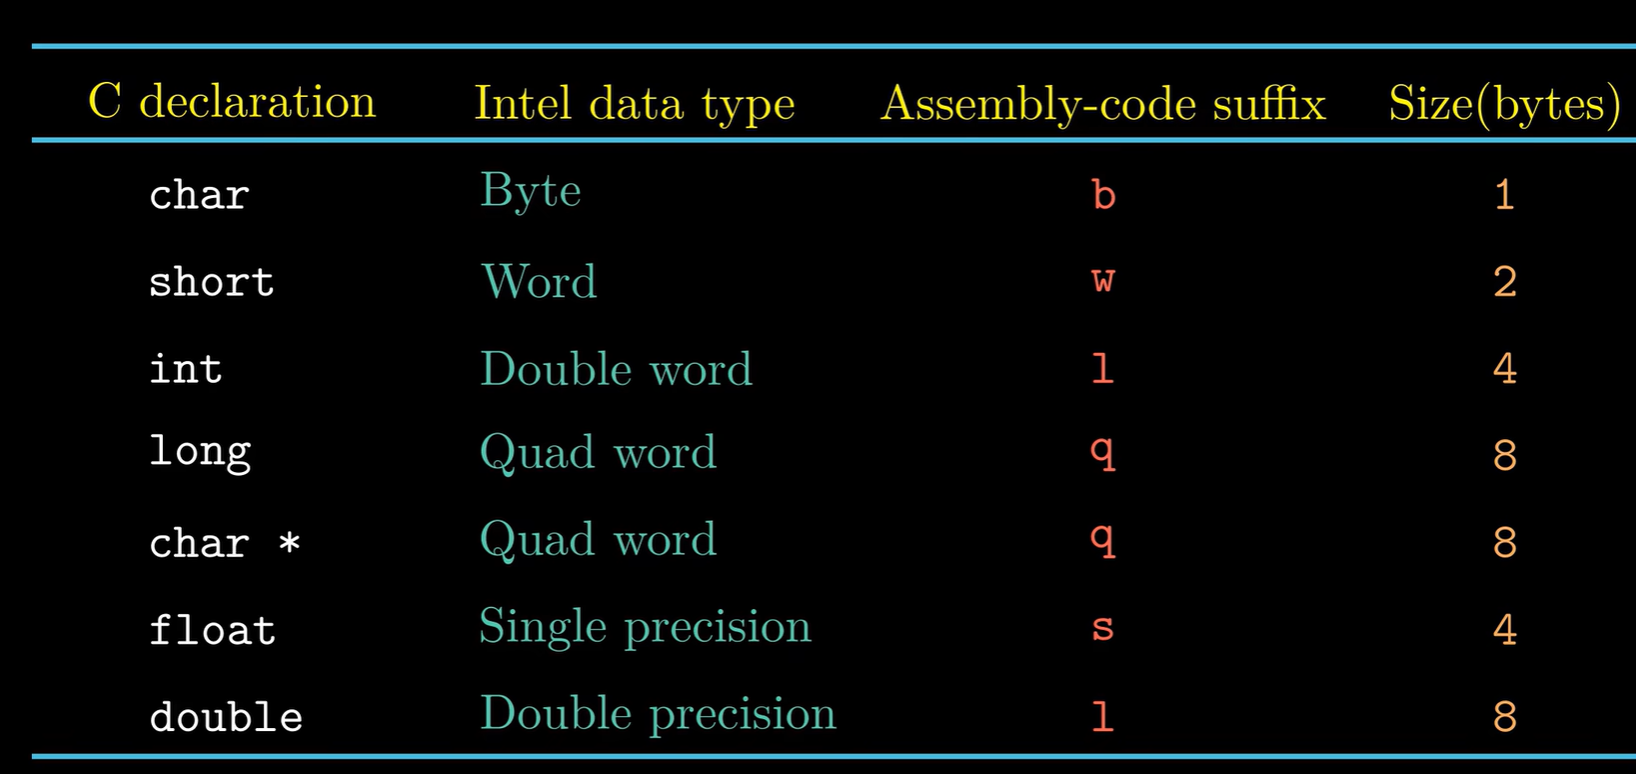 C declaration Intel data type Assembly-code suffix Size(bytes)
char Byte b 1
short Word w 2
int Double word l 4
long Quad word q 8
char * Quad word q 8
float Single precision s 4
double Double precision l 8